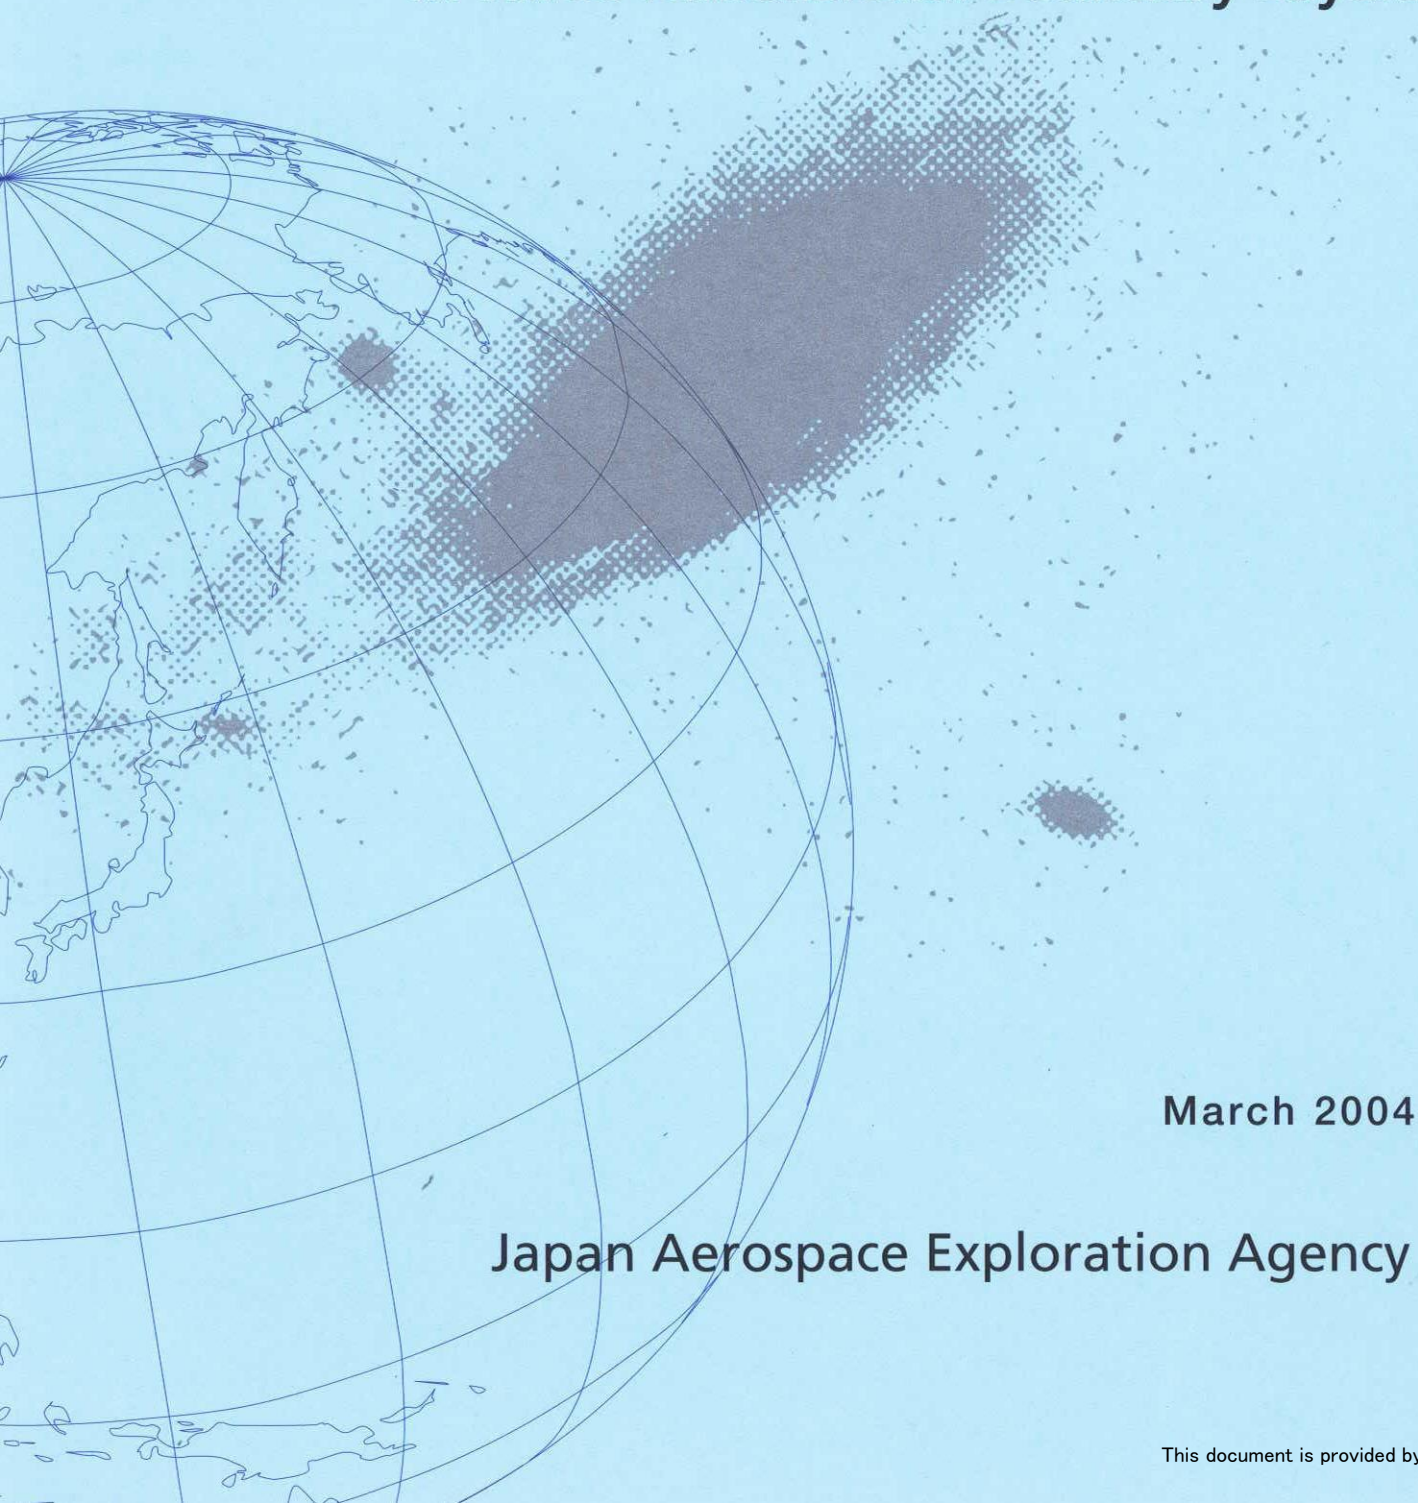 March 2004
Japan Aerospace Exploration Agency
This document is provided by